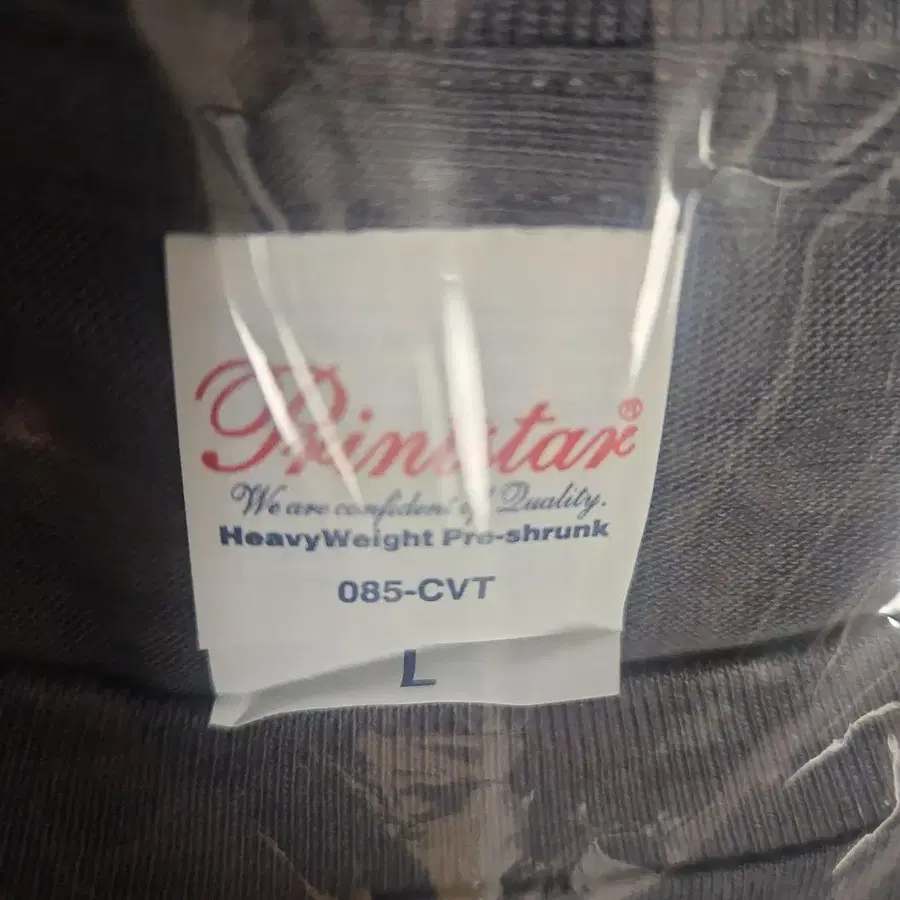 Printstar®
We are confident of Quality.
HeavyWeight Pre-shrunk
085-CVT
L